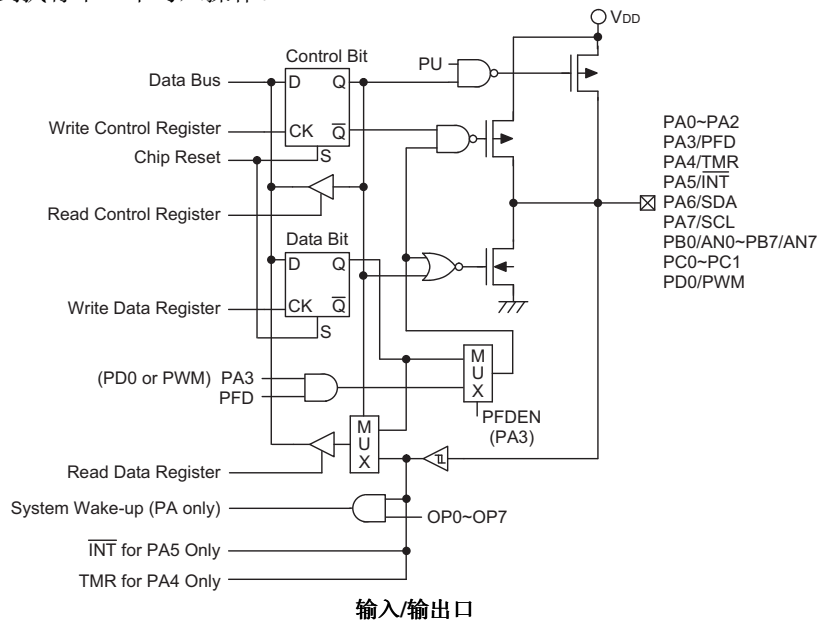 VDD
Control Bit
PU
Data Bus
D
Q
Write Control Register
CK
Q̅
Chip Reset
S
Read Control Register
Data Bit
D
Q
Write Data Register
CK
Q̅
S
(PD0 or PWM) PA3
PFD
M
U
X
PFDEN
(PA3)
M
U
X
Read Data Register
System Wake-up (PA only)
OP0~OP7
I̅N̅T̅ for PA5 Only
TMR for PA4 Only
PA0~PA2
PA3/PFD
PA4/TMR
PA5/I̅N̅T̅
PA6/SDA
PA7/SCL
PB0/AN0~PB7/AN7
PC0~PC1
PD0/PWM
输入/输出口